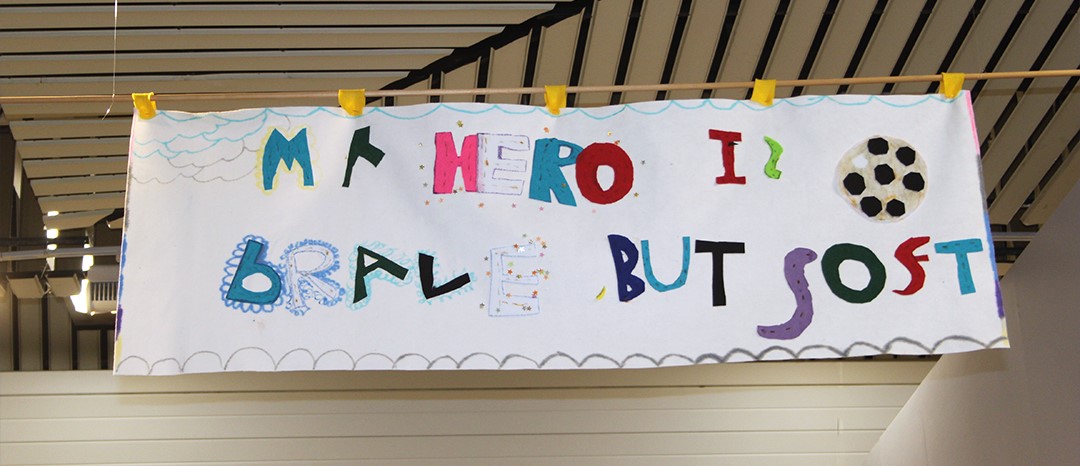 MY HERO IS
bRAVE BUT SOFT